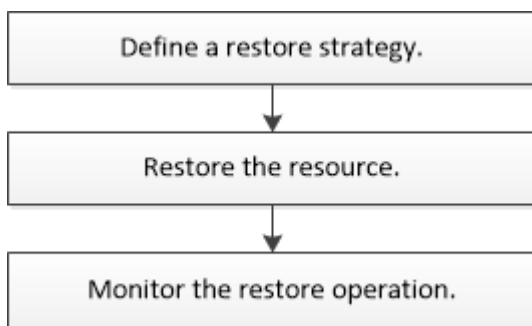 Define a restore strategy.
Restore the resource.
Monitor the restore operation.